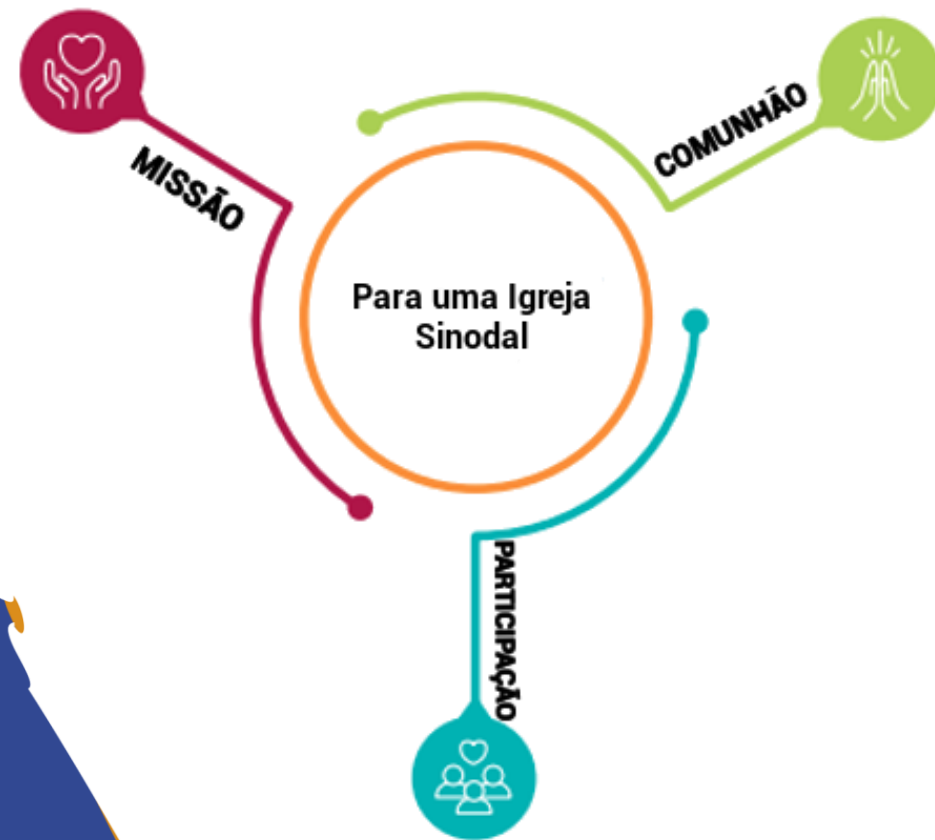 COMUNHÃO
MISSÃO
Para uma Igreja
Sinodal
PARTICIPAÇÃO